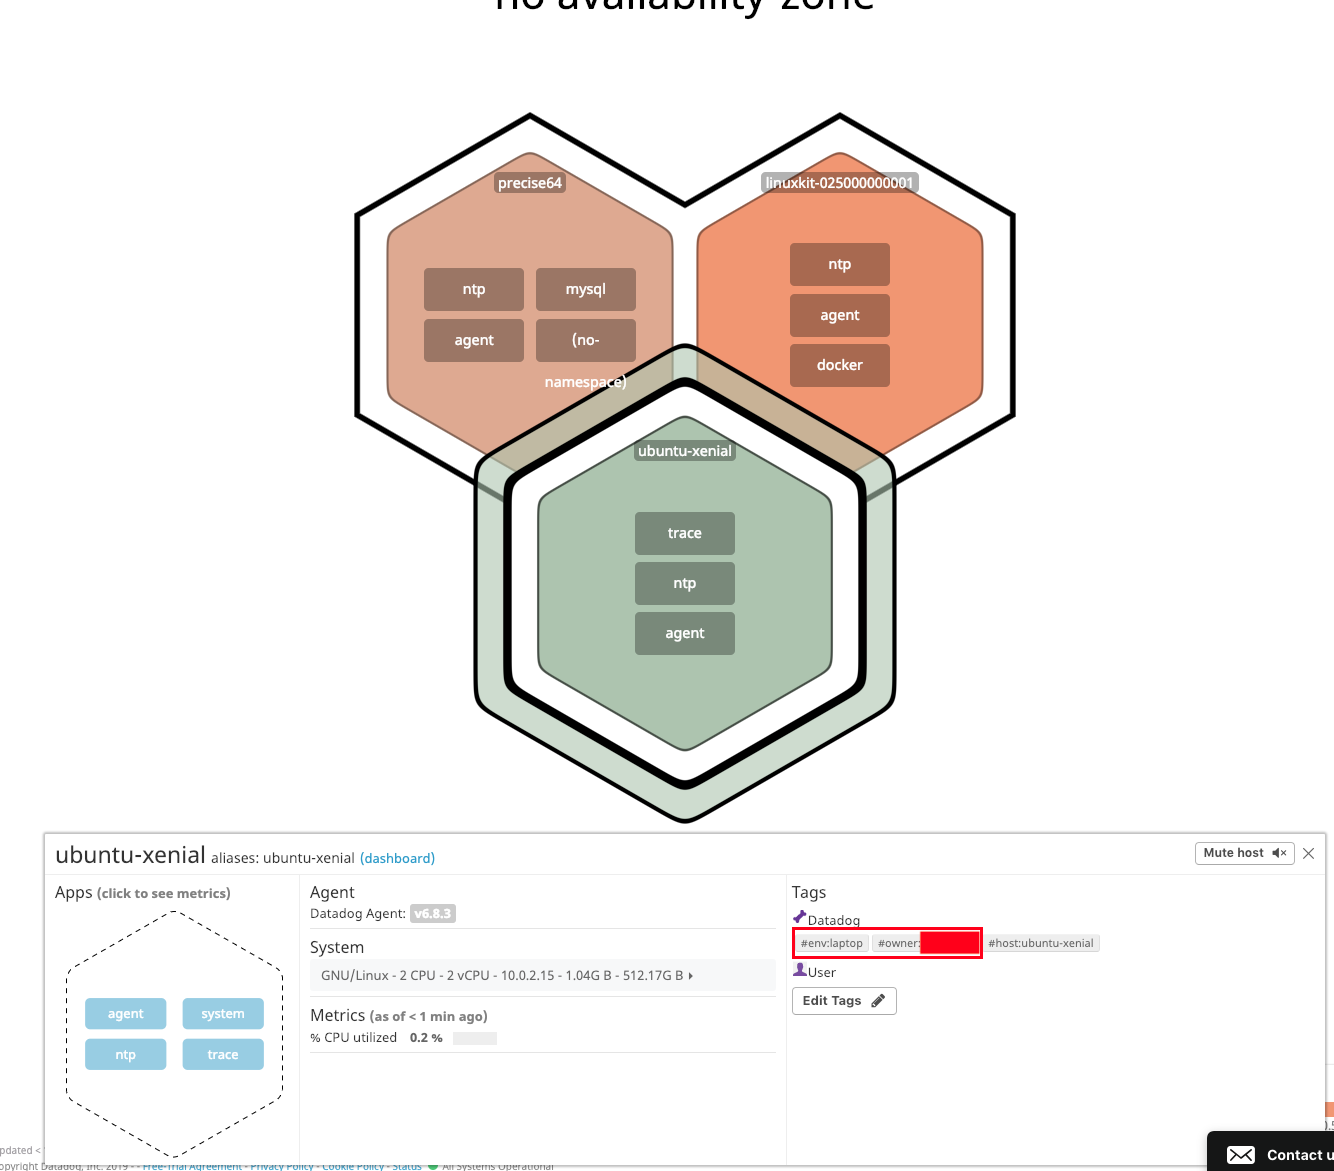 no availability-zone
precise64
linuxkit-025000000001
ntp
mysql
agent
(no-
namespace)
ntp
agent
docker
ubuntu-xenial
trace
ntp
agent
ubuntu-xenial aliases: ubuntu-xenial (dashboard)
Mute host
Apps (click to see metrics)
agent
system
ntp
trace
Agent
Datadog Agent: v6.8.3
System
GNU/Linux - 2 CPU - 2 vCPU - 10.0.2.15 - 1.04G B - 512.17G B
Metrics (as of < 1 min ago)
% CPU utilized 0.2 %
Tags
Datadog
#env:laptop #owner: #host:ubuntu-xenial
User
Edit Tags
pdated <
opyright Datadog, Inc. 2019 - - Free-Trial Agreement - Privacy Policy - Cookie Policy - Status All Systems Operational
Contact u